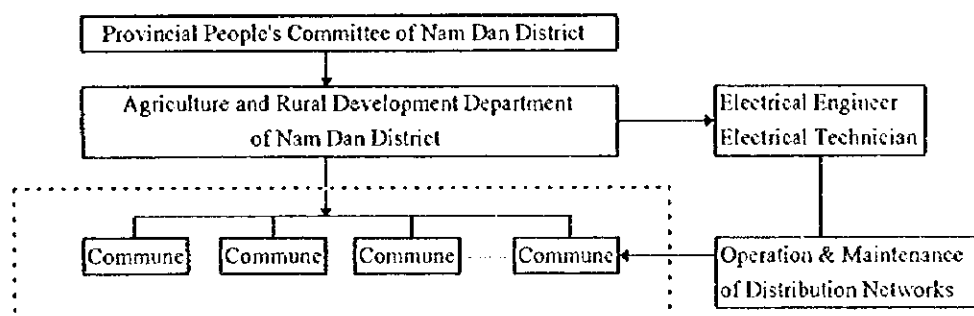 Provincial People's Committee of Nam Dan District
Agriculture and Rural Development Department
of Nam Dan District
Electrical Engineer
Electrical Technician
Commune
Commune
Commune
Commune
Operation & Maintenance
of Distribution Networks